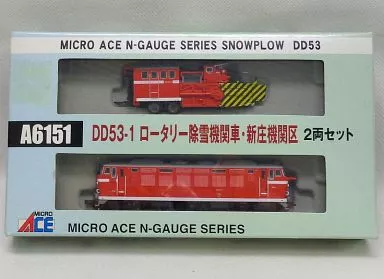 MICRO ACE N-GAUGE SERIES SNOWPLOW DD53
A6151
DD53-1 ロータリー除雪機関車・新庄機関区 2両セット
MICRO
ACE
MICRO ACE N-GAUGE SERIES